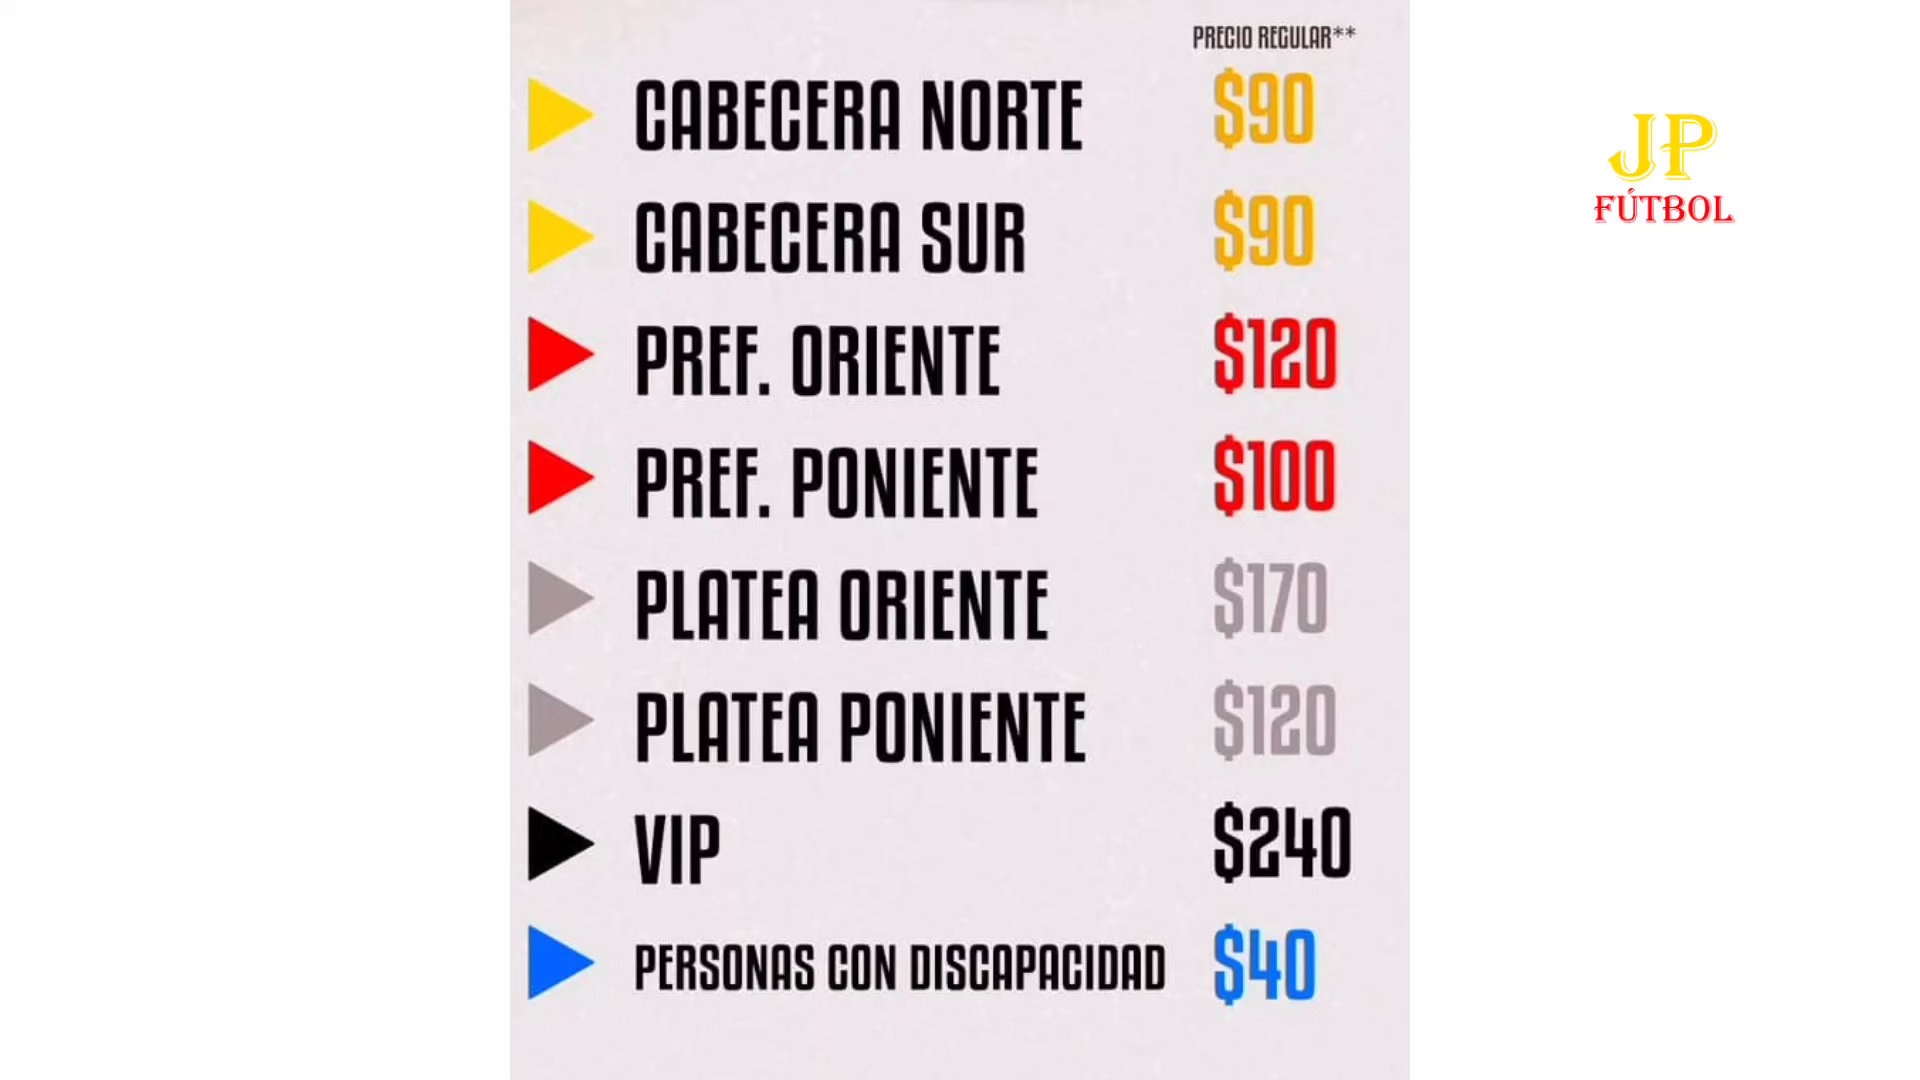 PRECIO REGULAR**
CABECERA NORTE $90
CABECERA SUR $90
PREF. ORIENTE $120
PREF. PONIENTE $100
PLATEA ORIENTE $170
PLATEA PONIENTE $120
VIP $240
PERSONAS CON DISCAPACIDAD $40
JP
FÚTBOL